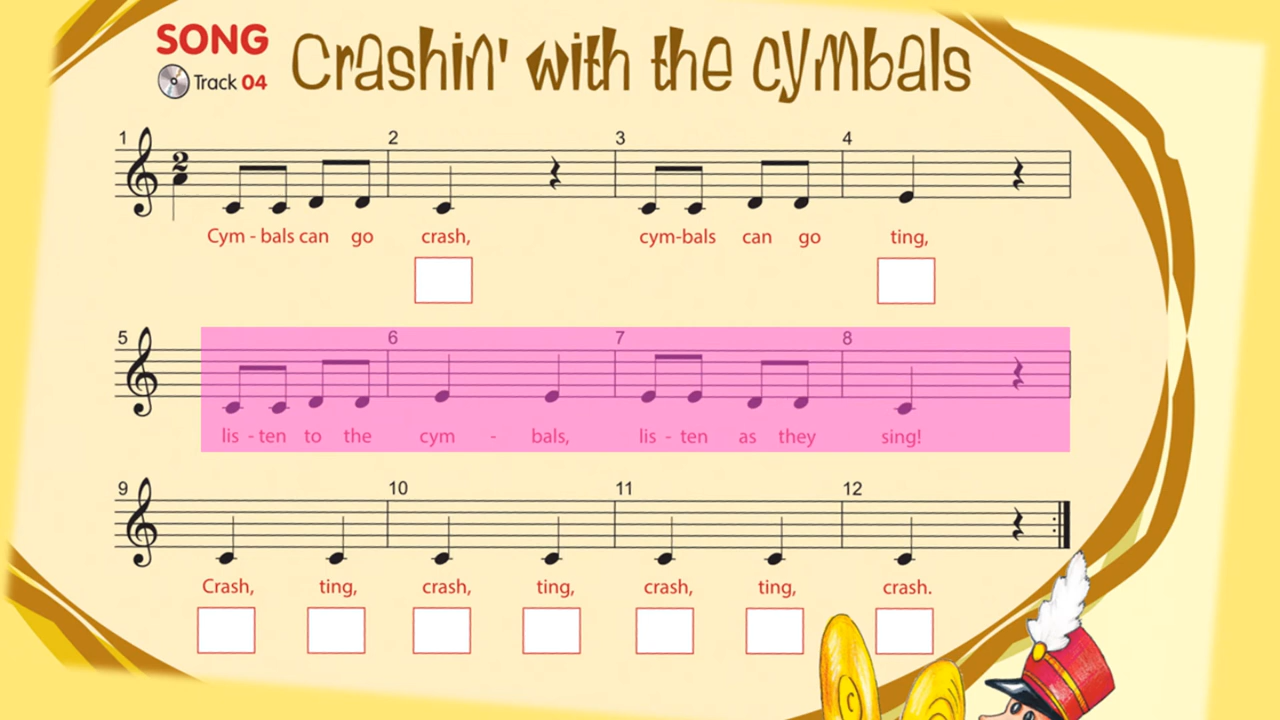 SONG
Track 04
Crashin' with the cymbals
1 2 3 4
2
Cym - bals can go crash, cym-bals can go ting,
5 6 7 8
lis - ten to the cym - bals, lis - ten as they sing!
9 10 11 12
Crash, ting, crash, ting, crash, ting, crash.